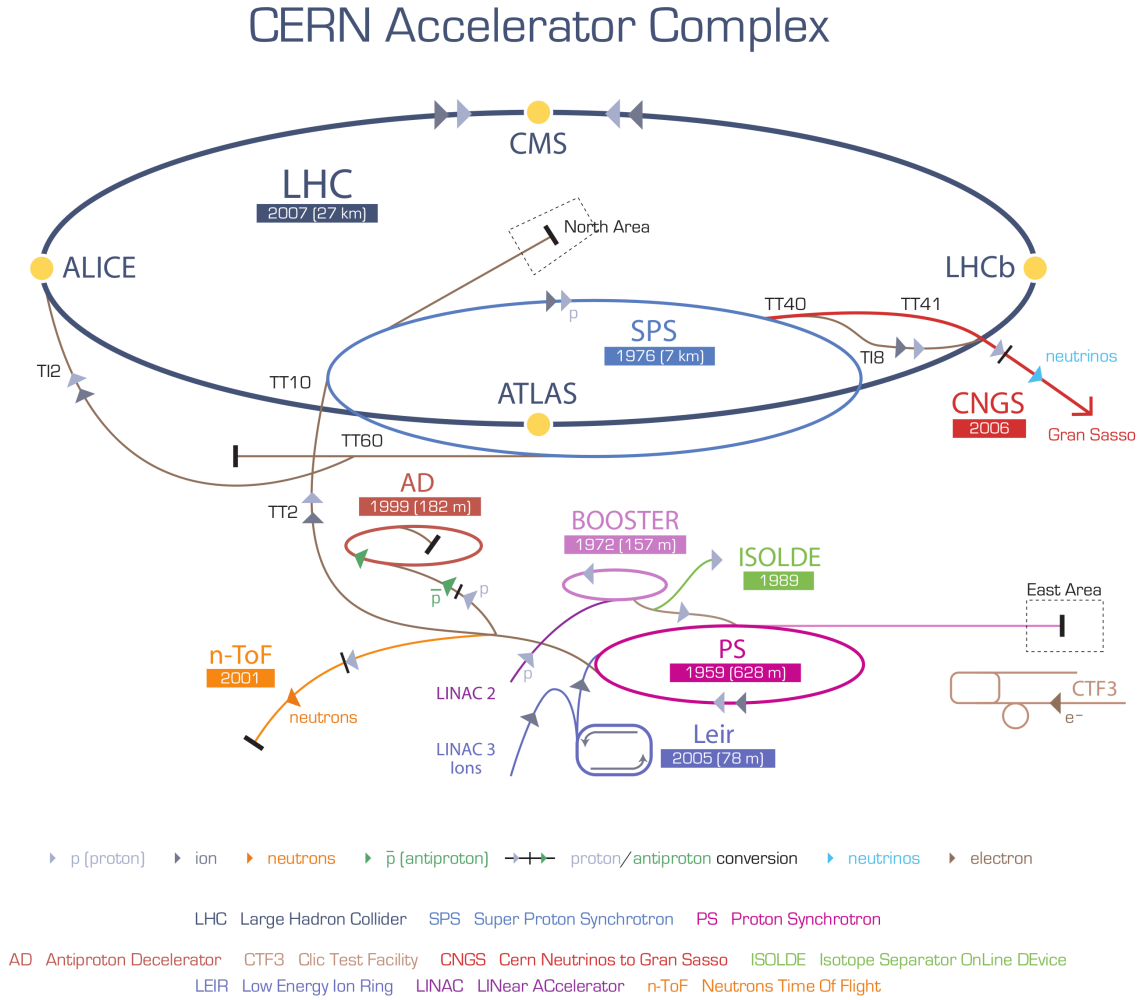 CERN Accelerator Complex
CMS
LHC
2007 (27 km)
North Area
ALICE
LHCb
TT40
TT41
p
SPS
1976 (7 km)
TI8
neutrinos
TI2
TT10
ATLAS
CNGS
2006
Gran Sasso
TT60
AD
1999 (182 m)
TT2
BOOSTER
1972 (157 m)
ISOLDE
1989
p
p̅
East Area
n-ToF
2001
PS
1959 (628 m)
p
LINAC 2
CTF3
neutrons
e⁻
Leir
2005 (78 m)
LINAC 3
Ions
p (proton)
ion
neutrons
p̅ (antiproton)
proton/antiproton conversion
neutrinos
electron
LHC Large Hadron Collider SPS Super Proton Synchrotron PS Proton Synchrotron
AD Antiproton Decelerator CTF3 Clic Test Facility CNGS Cern Neutrinos to Gran Sasso ISOLDE Isotope Separator OnLine DEvice
LEIR Low Energy Ion Ring LINAC LINear ACcelerator n-ToF Neutrons Time Of Flight